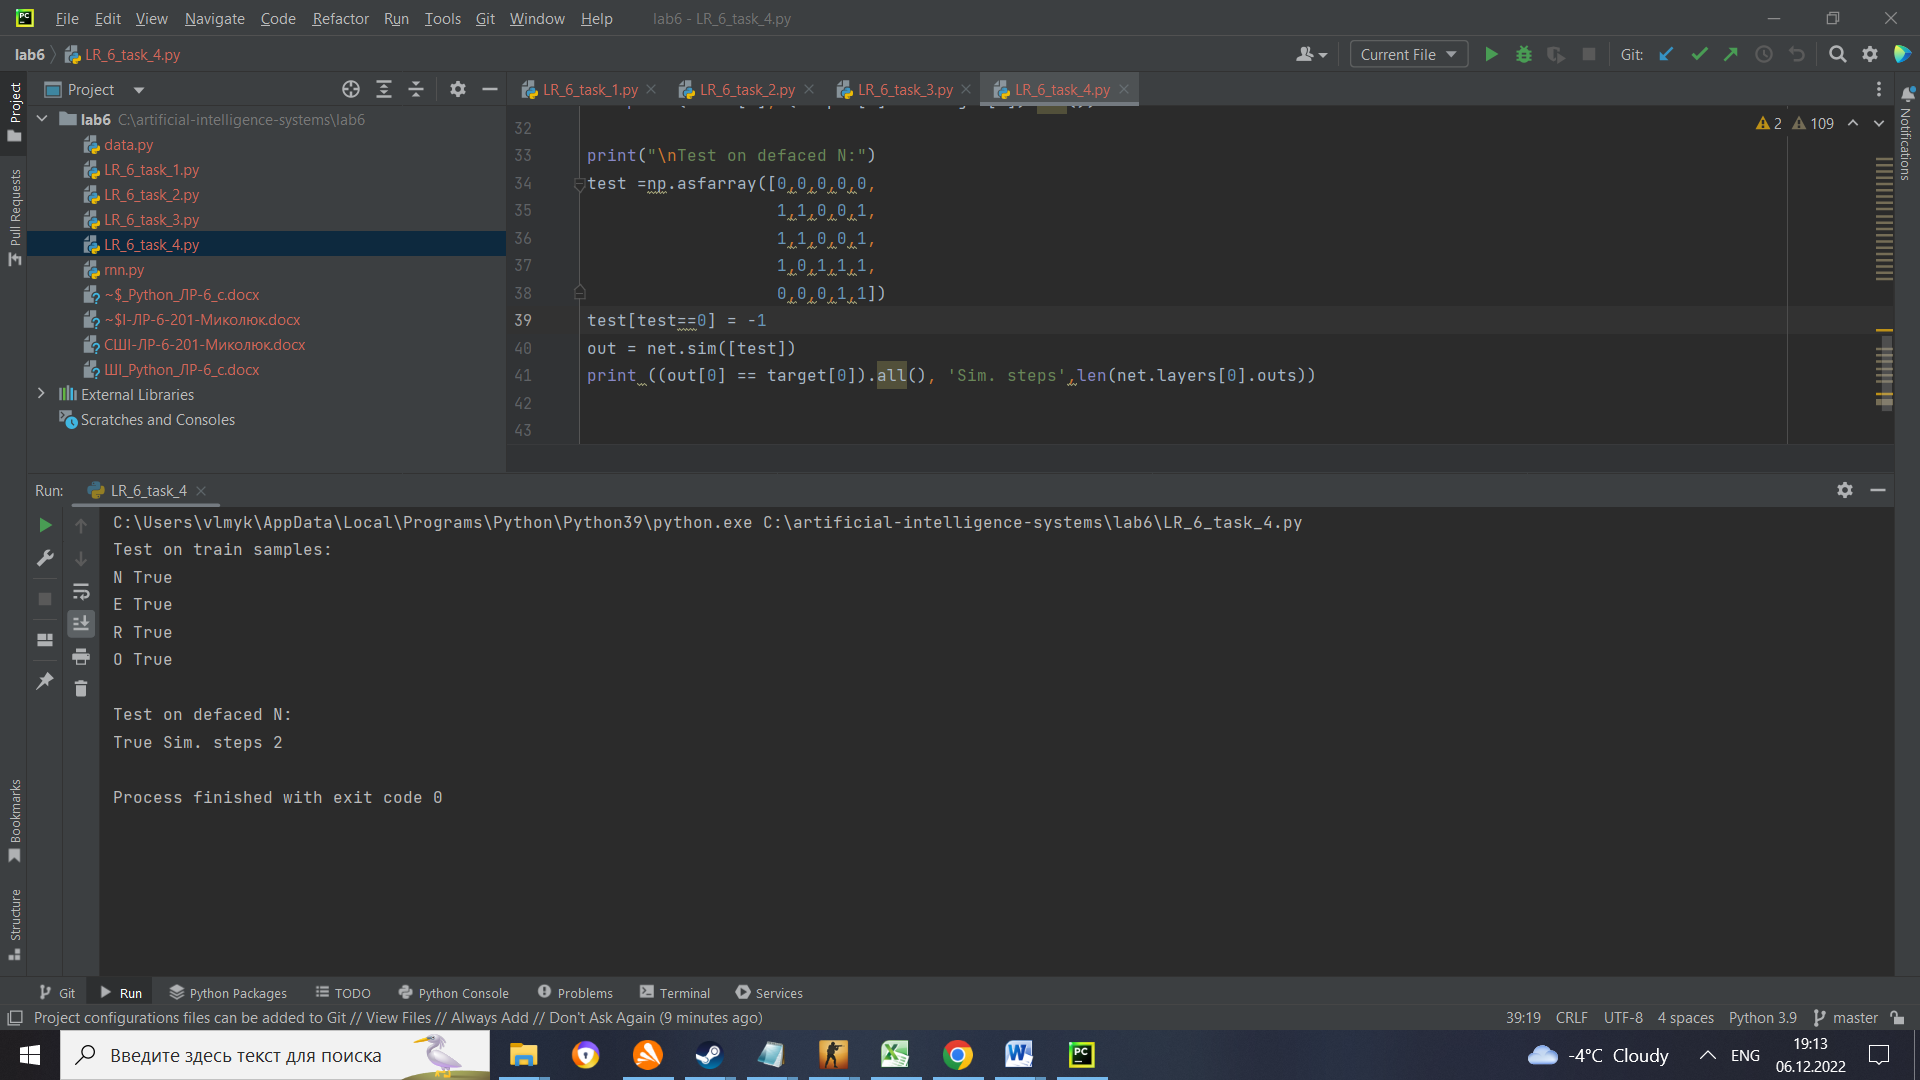 File Edit View Navigate Code Refactor Run Tools Git Window Help lab6 - LR_6_task_4.py
lab6 LR_6_task_4.py Current File Git:
Project
LR_6_task_1.py LR_6_task_2.py LR_6_task_3.py LR_6_task_4.py
Project
Pull Requests
Bookmarks
Structure
Notifications
lab6 C:\artificial-intelligence-systems\lab6
data.py
LR_6_task_1.py
LR_6_task_2.py
LR_6_task_3.py
LR_6_task_4.py
rnn.py
~$_Python_ЛР-6_c.docx
~$І-ЛР-6-201-Миколюк.docx
СШІ-ЛР-6-201-Миколюк.docx
ШІ_Python_ЛР-6_c.docx
External Libraries
Scratches and Consoles
2 109
32
33 print("\nTest on defaced N:")
34 test =np.asfarray([0,0,0,0,0,
35 1,1,0,0,1,
36 1,1,0,0,1,
37 1,0,1,1,1,
38 0,0,0,1,1])
39 test[test==0] = -1
40 out = net.sim([test])
41 print ((out[0] == target[0]).all(), 'Sim. steps',len(net.layers[0].outs))
42
43
Run: LR_6_task_4
C:\Users\vlmyk\AppData\Local\Programs\Python\Python39\python.exe C:\artificial-intelligence-systems\lab6\LR_6_task_4.py
Test on train samples:
N True
E True
R True
O True
Test on defaced N:
True Sim. steps 2
Process finished with exit code 0
Git Run Python Packages TODO Python Console Problems Terminal Services
Project configurations files can be added to Git // View Files // Always Add // Don't Ask Again (9 minutes ago) 39:19 CRLF UTF-8 4 spaces Python 3.9 master
Введите здесь текст для поиска -4°C Cloudy ENG 19:13
06.12.2022